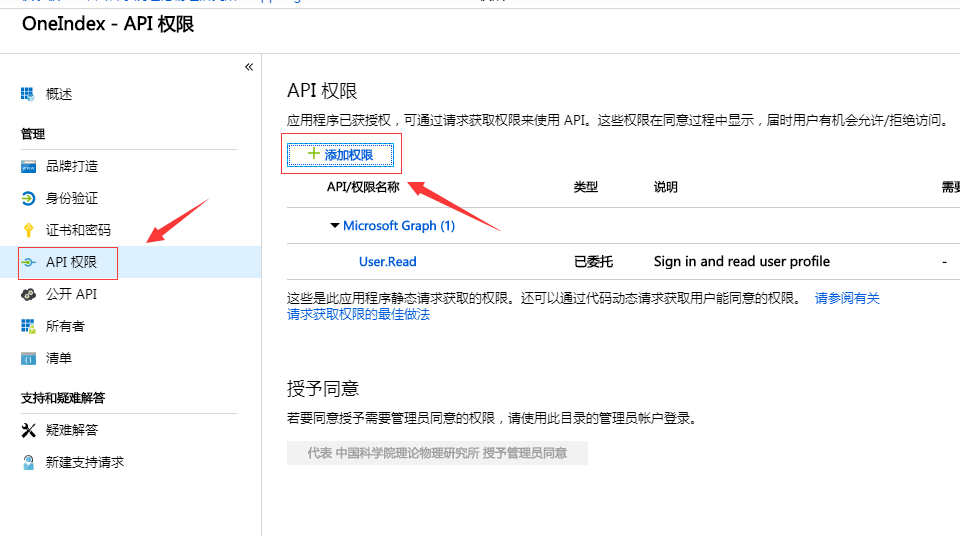 OneIndex - API 权限
«
概述
管理
品牌打造
身份验证
证书和密码
API 权限
公开 API
所有者
清单
支持和疑难解答
疑难解答
新建支持请求
API 权限
应用程序已获授权，可通过请求获取权限来使用 API。这些权限在同意过程中显示，届时用户有机会允许/拒绝访问。
+ 添加权限
API/权限名称 类型 说明 需要
Microsoft Graph (1)
User.Read 已委托 Sign in and read user profile -
这些是此应用程序静态请求获取的权限。还可以通过代码动态请求获取用户能同意的权限。 请参阅有关
请求获取权限的最佳做法
授予同意
若要同意授予需要管理员同意的权限，请使用此目录的管理员帐户登录。
代表 中国科学院理论物理研究所 授予管理员同意